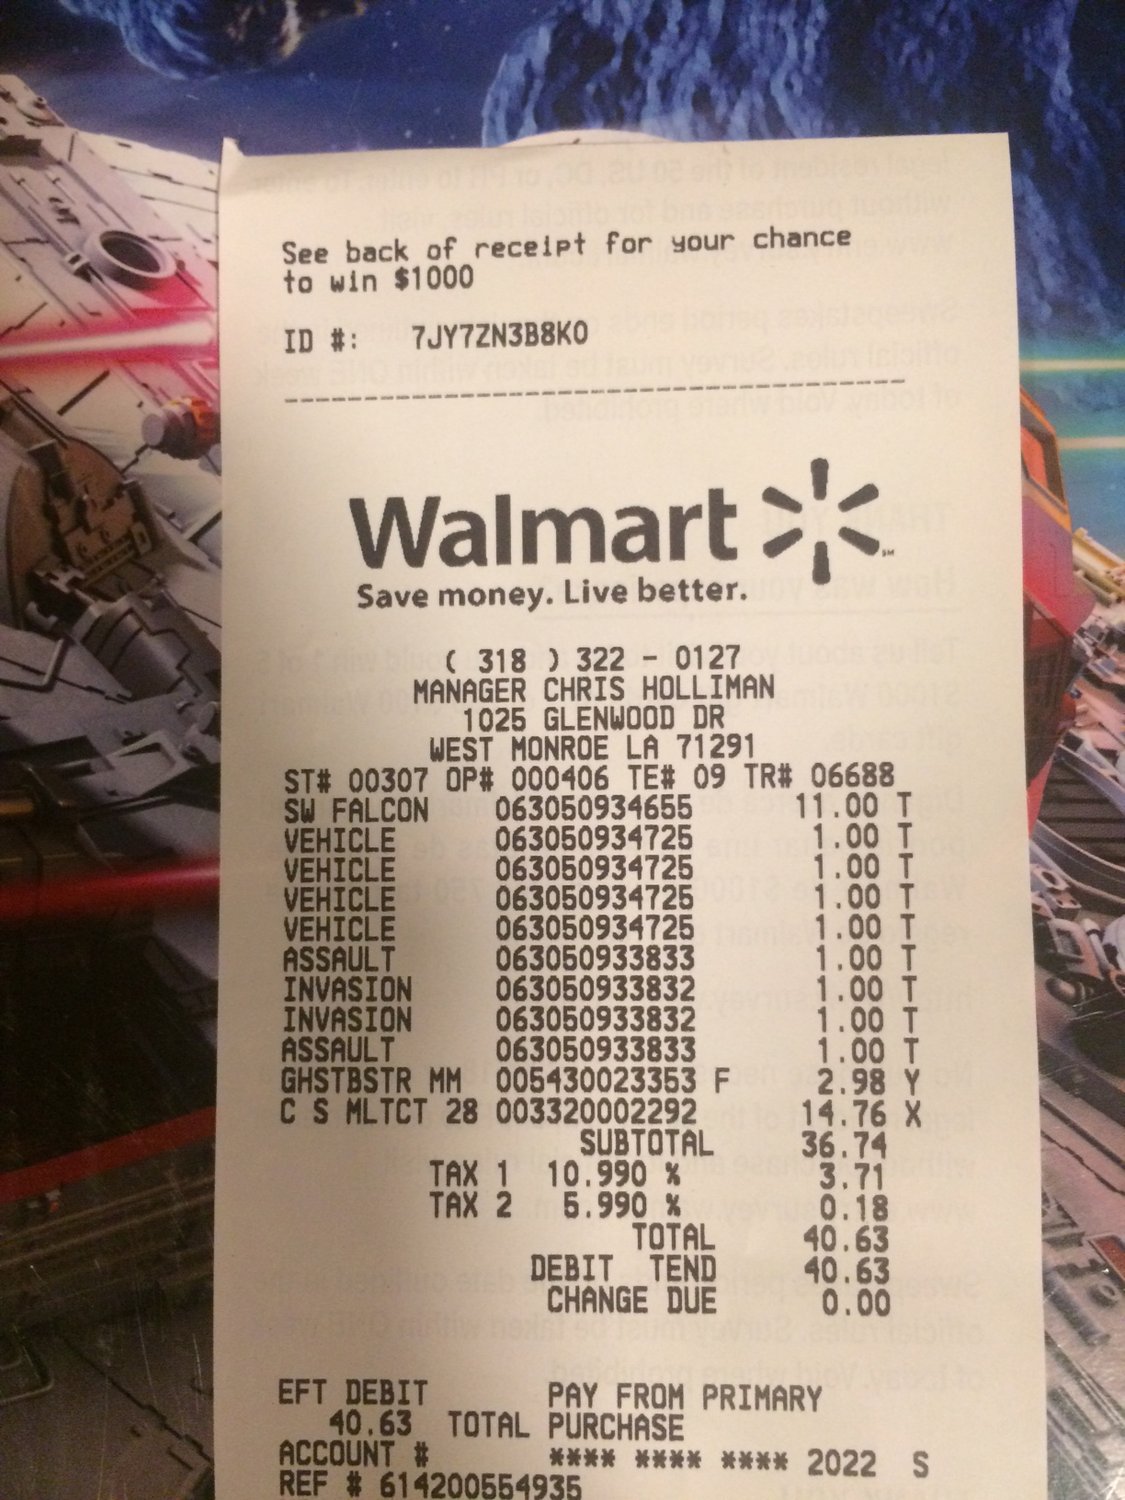 See back of receipt for your chance
to win $1000
ID #: 7JY7ZN3B8KO
Walmart
Save money. Live better.
( 318 ) 322 - 0127
MANAGER CHRIS HOLLIMAN
1025 GLENWOOD DR
WEST MONROE LA 71291
ST# 00307 OP# 000406 TE# 09 TR# 06688
SW FALCON 063050934655 11.00 T
VEHICLE 063050934725 1.00 T
VEHICLE 063050934725 1.00 T
VEHICLE 063050934725 1.00 T
VEHICLE 063050934725 1.00 T
ASSAULT 063050933833 1.00 T
INVASION 063050933832 1.00 T
INVASION 063050933832 1.00 T
ASSAULT 063050933833 1.00 T
GHSTBSTR MM 005430023353 F 2.98 Y
C S MLTCT 28 003320002292 14.76 X
SUBTOTAL 36.74
TAX 1 10.990 % 3.71
TAX 2 5.990 % 0.18
TOTAL 40.63
DEBIT TEND 40.63
CHANGE DUE 0.00
EFT DEBIT PAY FROM PRIMARY
40.63 TOTAL PURCHASE
ACCOUNT # **** **** **** 2022 S
REF # 614200554935